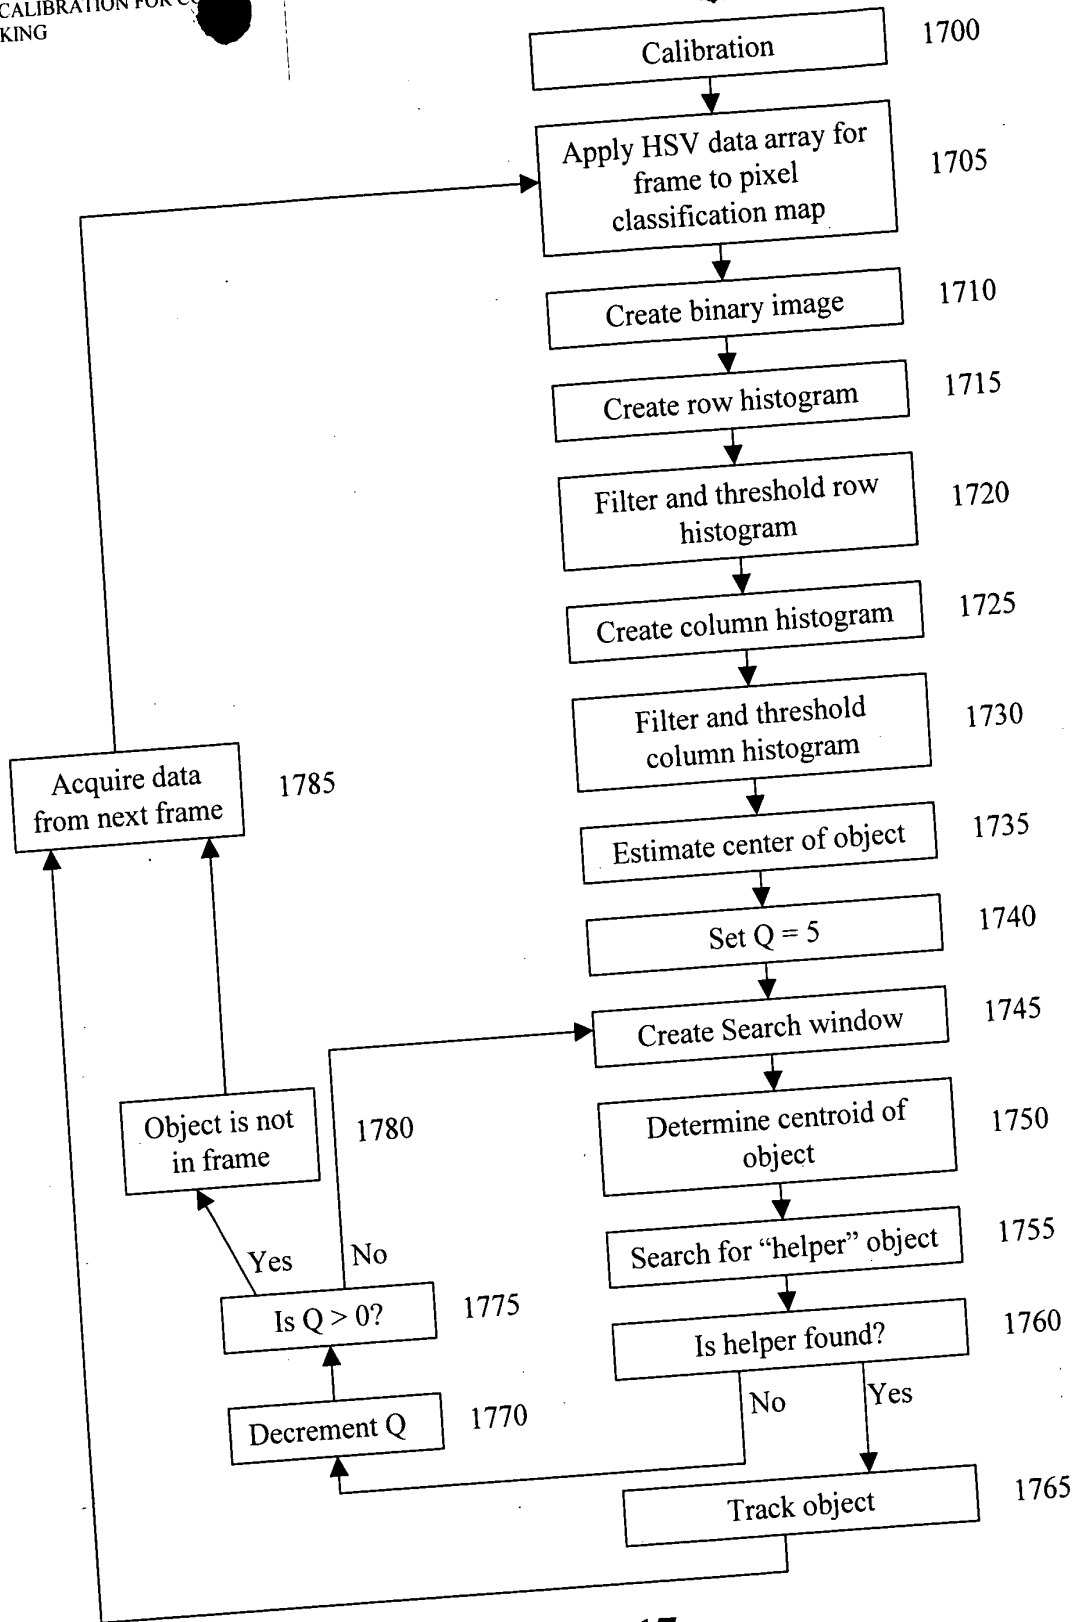 CALIBRATION FOR
KING
Calibration
1700
Apply HSV data array for
frame to pixel
classification map
1705
Create binary image
1710
Create row histogram
1715
Filter and threshold row
histogram
1720
Create column histogram
1725
Filter and threshold
column histogram
1730
Acquire data
from next frame
1785
Estimate center of object
1735
Set Q = 5
1740
Create Search window
1745
Determine centroid of
object
1750
Object is not
in frame
1780
Search for “helper” object
1755
Yes
No
Is Q > 0?
1775
Is helper found?
1760
No
Yes
Decrement Q
1770
Track object
1765
17